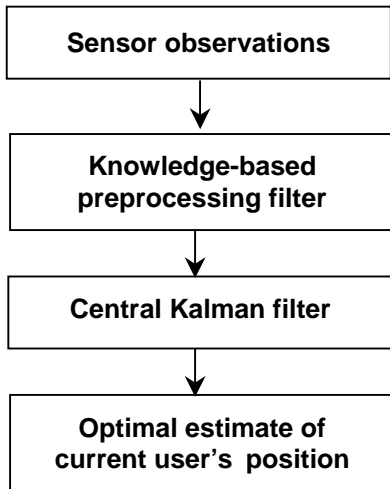 Sensor observations
Knowledge-based
preprocessing filter
Central Kalman filter
Optimal estimate of
current user's position